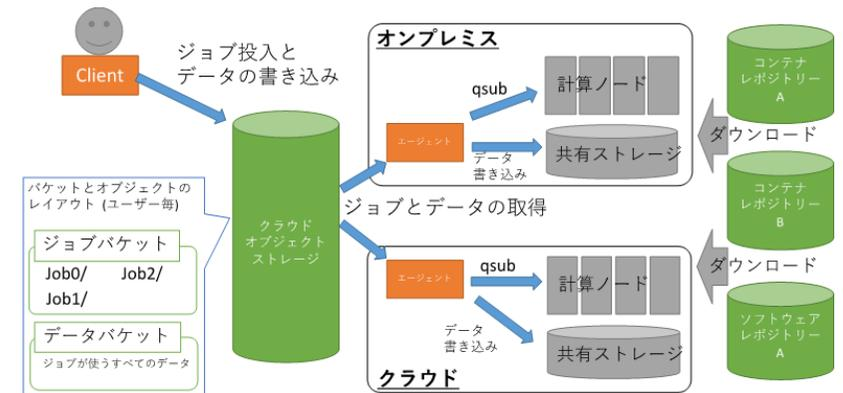 Client
ジョブ投入と
データの書き込み
バケットとオブジェクトの
レイアウト (ユーザー毎)
ジョブバケット
Job0/ Job2/
Job1/
データバケット
ジョブが使うすべてのデータ
クラウド
オブジェクト
ストレージ
ジョブとデータの取得
オンプレミス
エージェント
qsub
計算ノード
データ
書き込み
共有ストレージ
エージェント
qsub
計算ノード
データ
書き込み
共有ストレージ
クラウド
コンテナ
レポジトリー
A
ダウンロード
コンテナ
レポジトリー
B
ダウンロード
ソフトウェア
レポジトリー
A